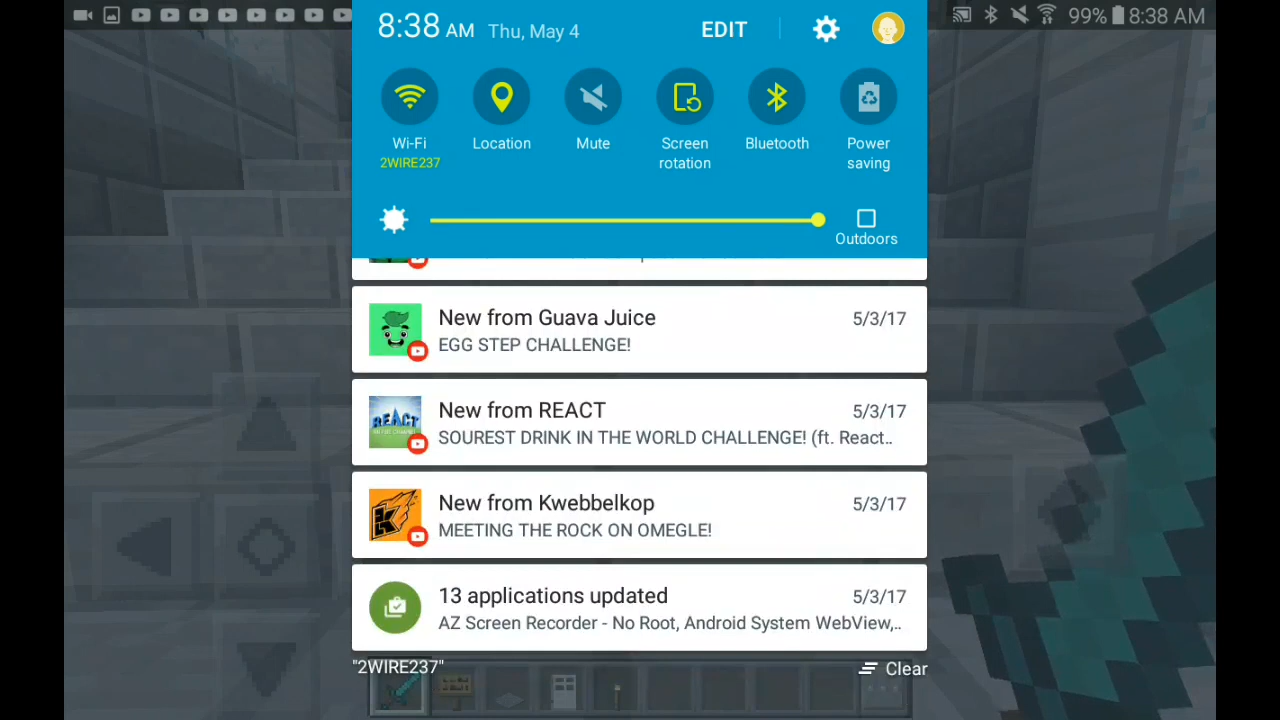 99% 8:38 AM
8:38 AM Thu, May 4 EDIT
Wi-Fi
2WIRE237
Location
Mute
Screen
rotation
Bluetooth
Power
saving
Outdoors
New from Guava Juice 5/3/17
EGG STEP CHALLENGE!
REACT
New from REACT 5/3/17
SOUREST DRINK IN THE WORLD CHALLENGE! (ft. React..
New from Kwebbelkop 5/3/17
MEETING THE ROCK ON OMEGLE!
13 applications updated 5/3/17
AZ Screen Recorder - No Root, Android System WebView,..
"2WIRE237" Clear